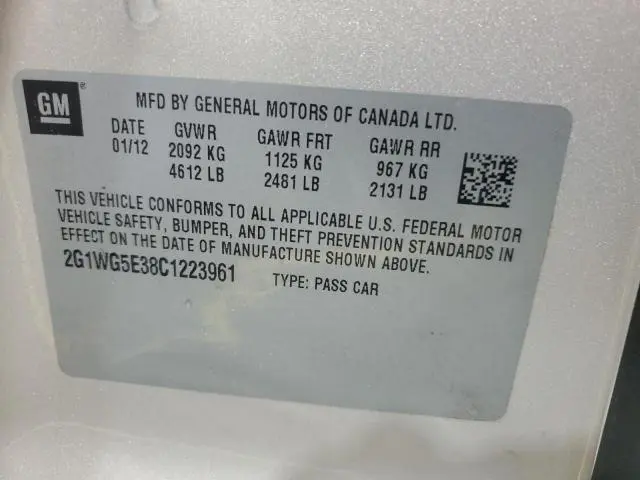 GM®
MFD BY GENERAL MOTORS OF CANADA LTD.
DATE GVWR GAWR FRT GAWR RR
01/12 2092 KG 1125 KG 967 KG
4612 LB 2481 LB 2131 LB
THIS VEHICLE CONFORMS TO ALL APPLICABLE U.S. FEDERAL MOTOR
VEHICLE SAFETY, BUMPER, AND THEFT PREVENTION STANDARDS IN
EFFECT ON THE DATE OF MANUFACTURE SHOWN ABOVE.
2G1WG5E38C1223961 TYPE: PASS CAR